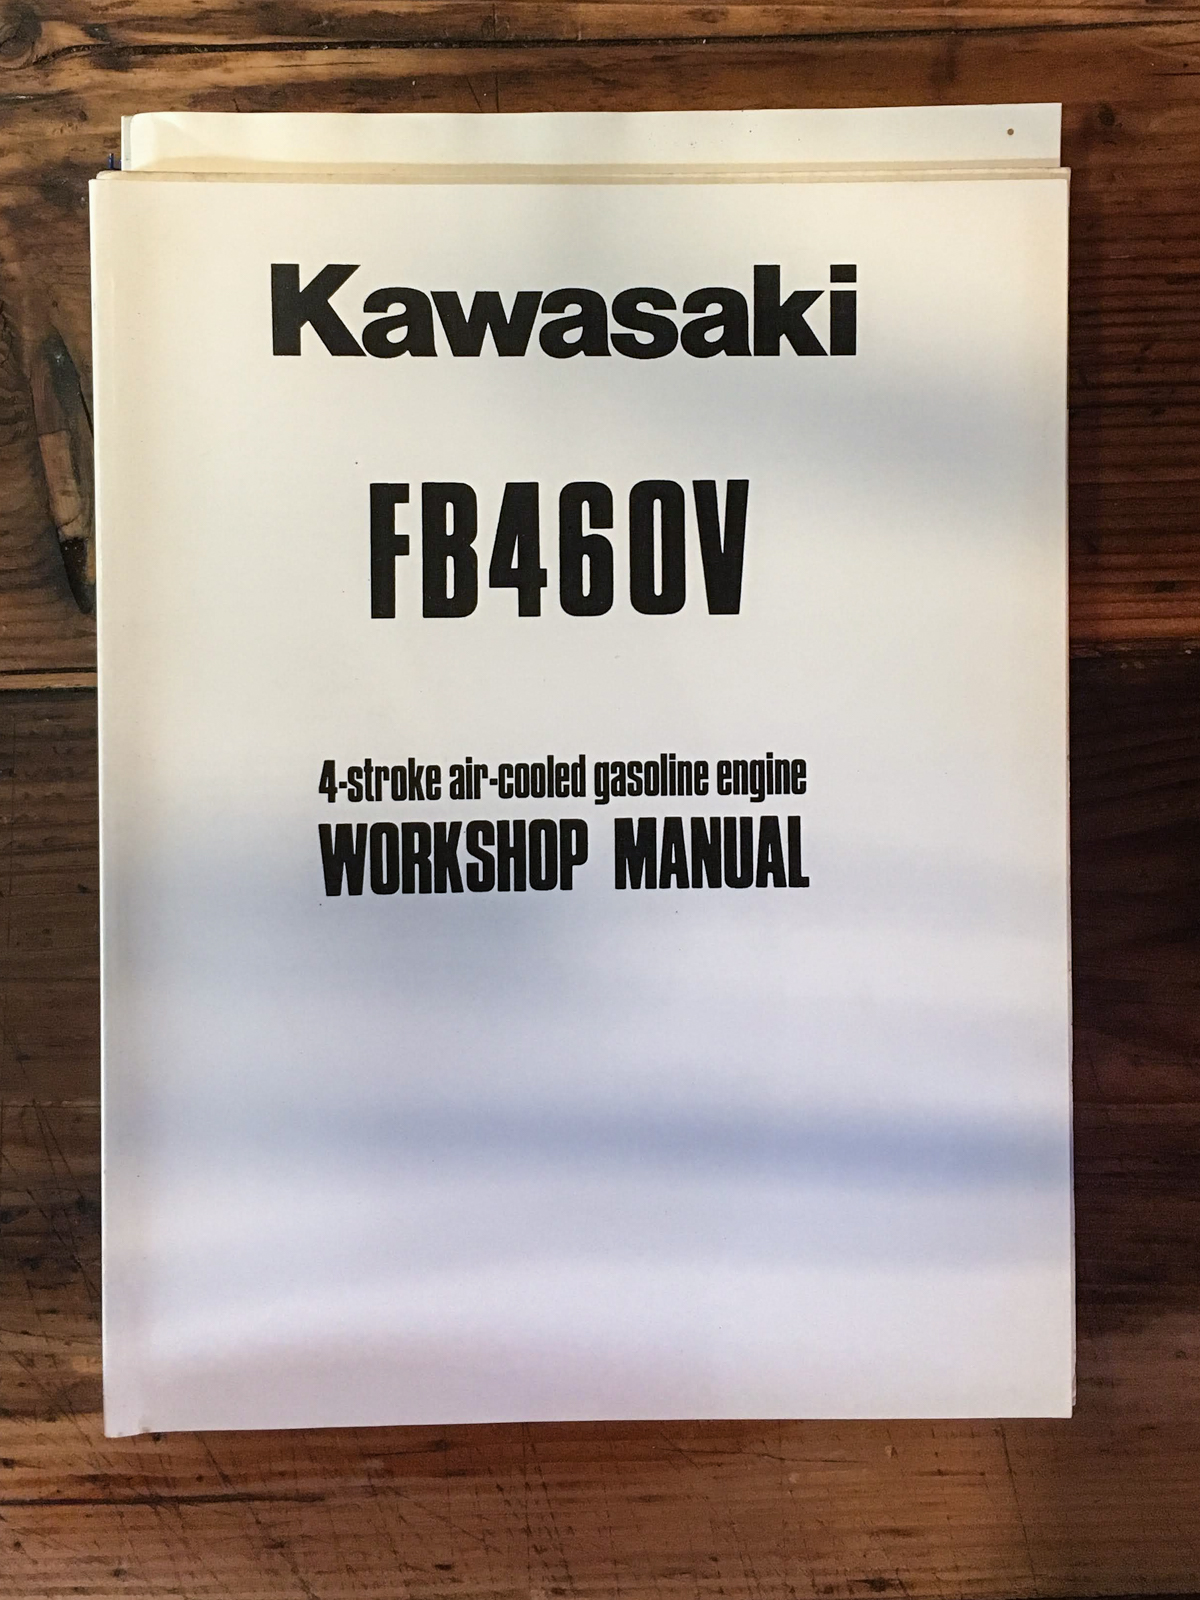 Kawasaki
FB460V
4-stroke air-cooled gasoline engine
WORKSHOP MANUAL